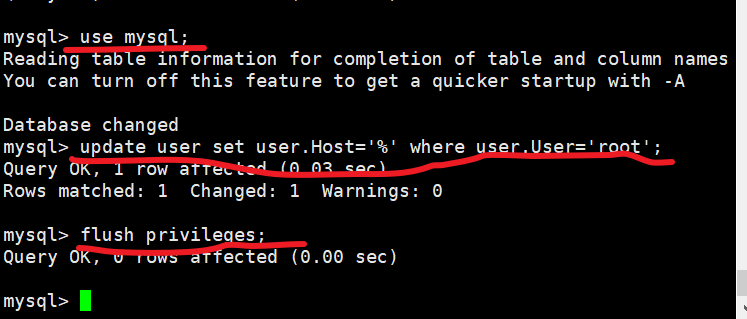 mysql> use mysql;
Reading table information for completion of table and column names
You can turn off this feature to get a quicker startup with -A
Database changed
mysql> update user set user.Host='%' where user.User='root';
Query OK, 1 row affected (0.03 sec)
Rows matched: 1  Changed: 1  Warnings: 0
mysql> flush privileges;
Query OK, 0 rows affected (0.00 sec)
mysql>